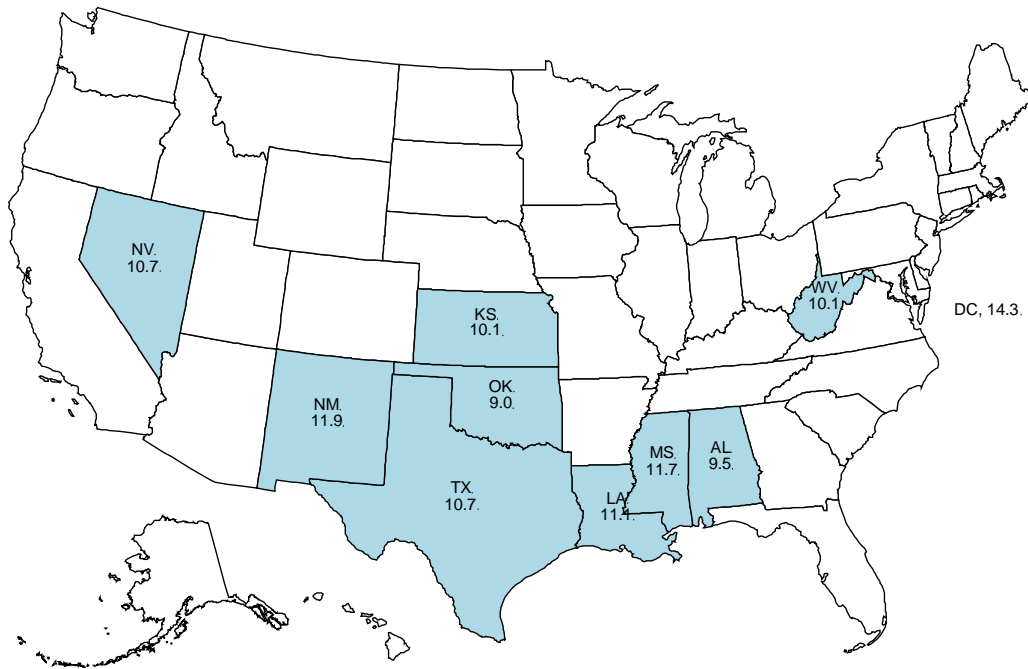 NV.
10.7.
WV.
10.1
DC, 14.3.
KS.
10.1.
OK.
9.0.
NM.
11.9.
TX.
10.7.
LA
11.1.
MS.
11.7.
AL
9.5.